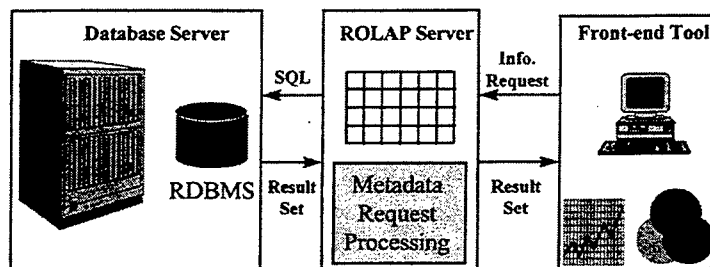 Database Server
RDBMS
SQL
Result
Set
ROLAP Server
Metadata
Request
Processing
Info.
Request
Result
Set
Front-end Tool